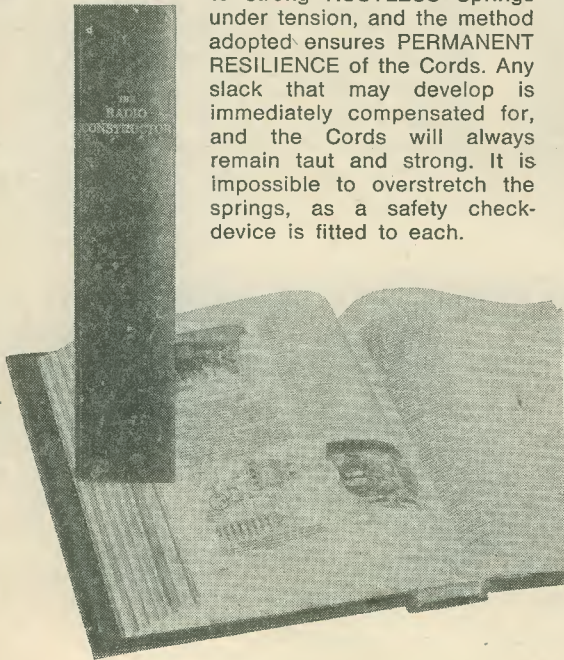 to strong RUSTLESS springs
under tension, and the method
adopted ensures PERMANENT
RESILIENCE of the Cords. Any
slack that may develop is
immediately compensated for,
and the Cords will always
remain taut and strong. It is
impossible to overstretch the
springs, as a safety check-
device is fitted to each.
THE
RADIO
CONSTRUCTOR